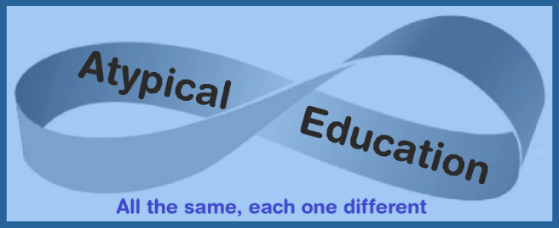 Atypical
Education
All the same, each one different